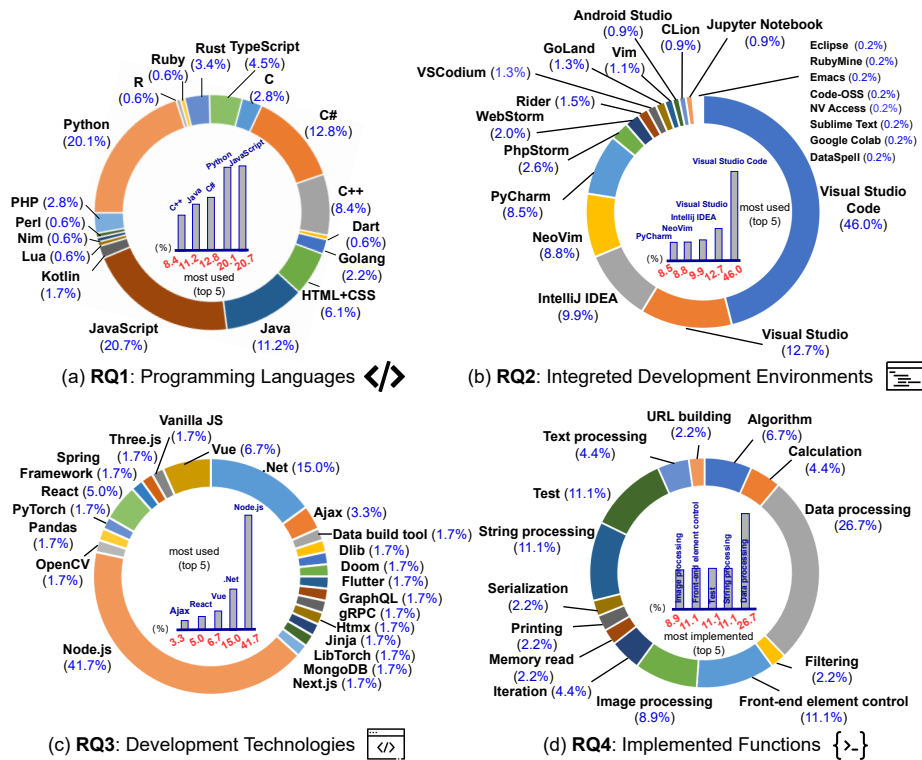 TypeScript
(4.5%)
Rust
(3.4%)
Ruby
(0.6%)
R
(0.6%)
C
(2.8%)
Python
(20.1%)
C#
(12.8%)
C++
(8.4%)
Dart
(0.6%)
Golang
(2.2%)
HTML+CSS
(6.1%)
Java
(11.2%)
JavaScript
(20.7%)
Kotlin
(1.7%)
Lua (0.6%)
Nim (0.6%)
Perl (0.6%)
PHP (2.8%)
C++
Java
C#
Python
JavaScript
(%)
8.4
11.2
12.8
20.1
20.7
most used
(top 5)
(a) RQ1: Programming Languages </>
Android Studio
(0.9%)
CLion
(0.9%)
Jupyter Notebook
(0.9%)
GoLand
(1.3%)
Vim
(1.1%)
VSCodium (1.3%)
Rider (1.5%)
WebStorm
(2.0%)
PhpStorm
(2.6%)
PyCharm
(8.5%)
NeoVim
(8.8%)
IntelliJ IDEA
(9.9%)
Visual Studio
(12.7%)
Visual Studio
Code
(46.0%)
Eclipse (0.2%)
RubyMine (0.2%)
Emacs (0.2%)
Code-OSS (0.2%)
NV Access (0.2%)
Sublime Text (0.2%)
Google Colab (0.2%)
DataSpell (0.2%)
Visual Studio Code
Visual Studio
Intellij IDEA
NeoVim
PyCharm
most used
(top 5)
(%)
8.5
8.8
9.9
12.7
46.0
(b) RQ2: Integreted Development Environments
Vanilla JS
(1.7%)
Three.js
(1.7%)
Vue (6.7%)
.Net (15.0%)
Spring
Framework (1.7%)
React (5.0%)
PyTorch (1.7%)
Pandas
(1.7%)
OpenCV
(1.7%)
Node.js
(41.7%)
Ajax (3.3%)
Data build tool (1.7%)
Dlib (1.7%)
Doom (1.7%)
Flutter (1.7%)
GraphQL (1.7%)
gRPC (1.7%)
Htmx (1.7%)
Jinja (1.7%)
LibTorch (1.7%)
MongoDB (1.7%)
Next.js (1.7%)
most used
(top 5)
Node.js
.Net
Vue
React
Ajax
(%)
3.3
5.0
6.7
15.0
41.7
(c) RQ3: Development Technologies </>
URL building
(2.2%)
Algorithm
(6.7%)
Text processing
(4.4%)
Calculation
(4.4%)
Test (11.1%)
Data processing
(26.7%)
String processing
(11.1%)
Serialization
(2.2%)
Printing
(2.2%)
Memory read
(2.2%)
Iteration (4.4%)
Image processing
(8.9%)
Front-end element control
(11.1%)
Filtering
(2.2%)
Image processing
Front-end element control
Test
String processing
Data processing
(%)
8.9
11.1
11.1
11.1
26.7
most implemented
(top 5)
(d) RQ4: Implemented Functions {>_}